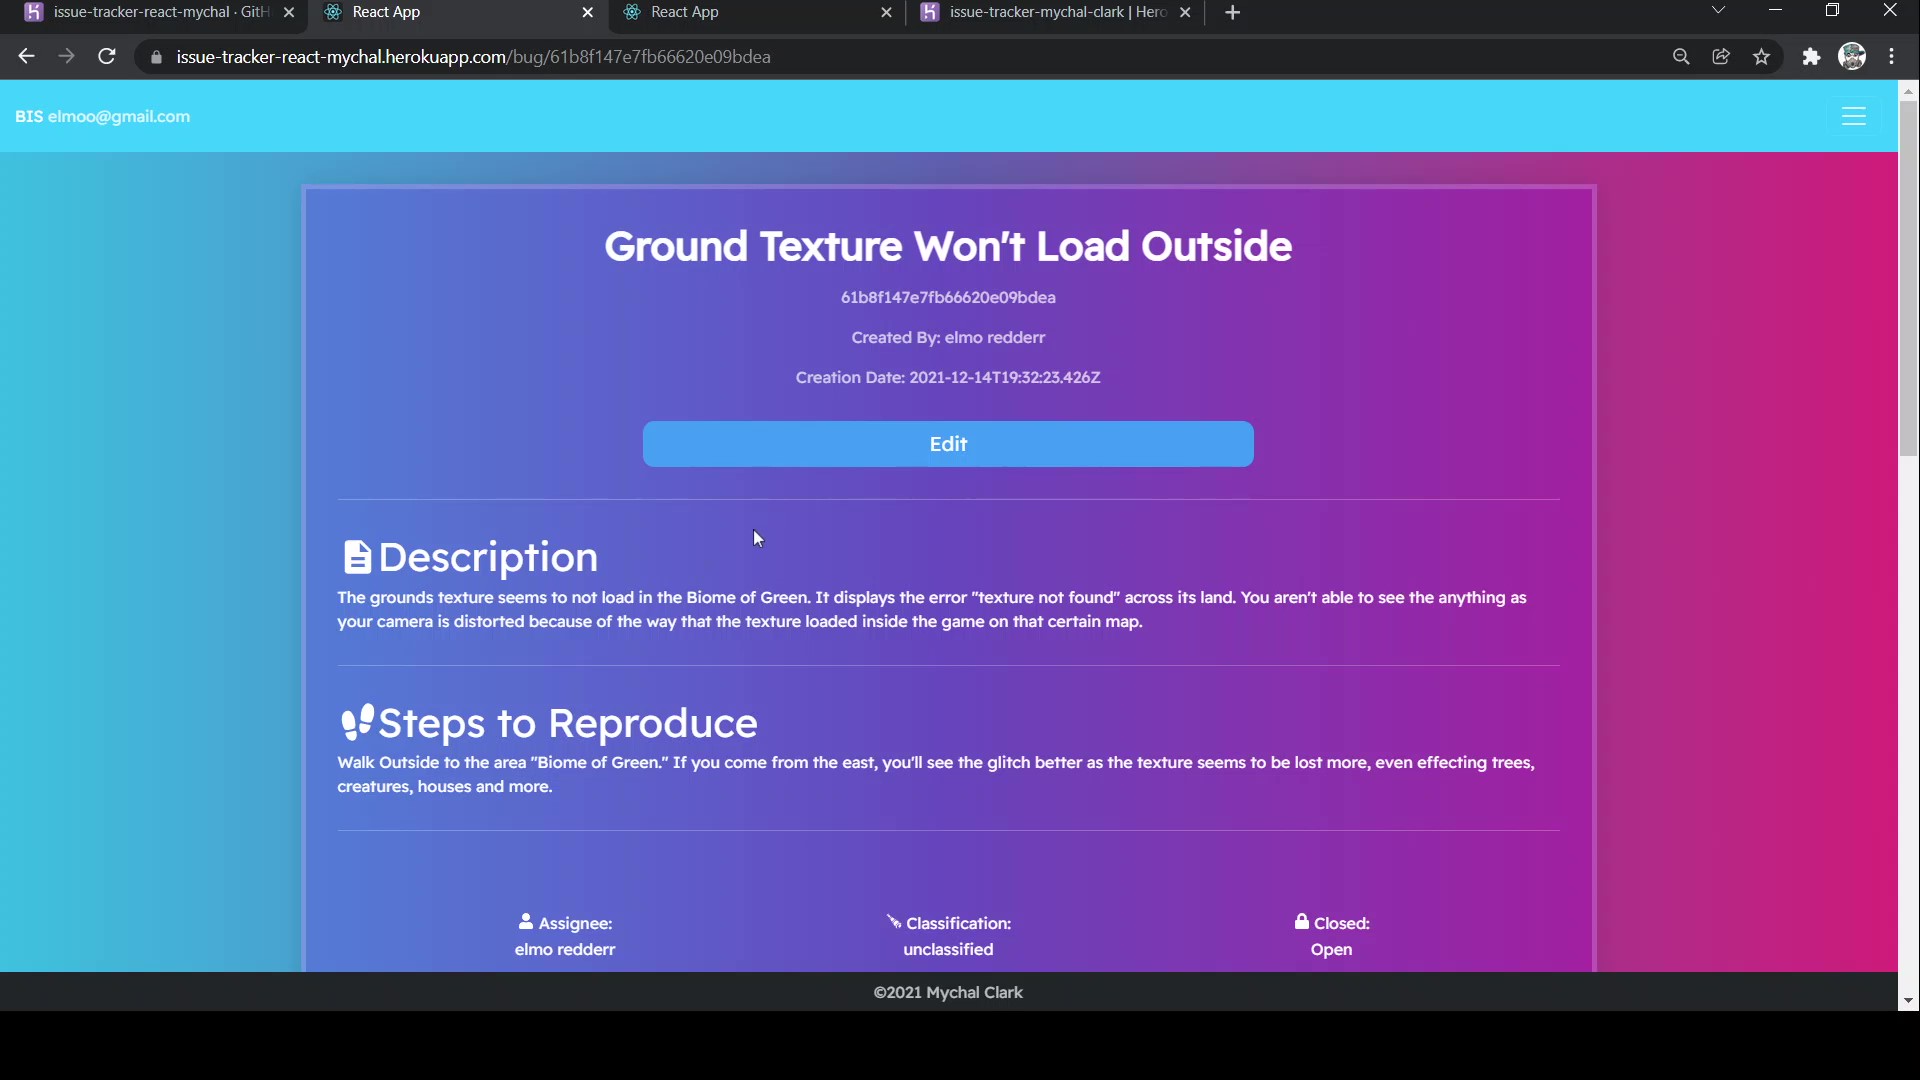 issue-tracker-react-mychal · GitH
React App
React App
issue-tracker-mychal-clark | Hero
issue-tracker-react-mychal.herokuapp.com/bug/61b8f147e7fb66620e09bdea
BIS elmoo@gmail.com
Ground Texture Won't Load Outside
61b8f147e7fb66620e09bdea
Created By: elmo redderr
Creation Date: 2021-12-14T19:32:23.426Z
Edit
Description
The grounds texture seems to not load in the Biome of Green. It displays the error "texture not found" across its land. You aren't able to see the anything as
your camera is distorted because of the way that the texture loaded inside the game on that certain map.
Steps to Reproduce
Walk Outside to the area "Biome of Green." If you come from the east, you'll see the glitch better as the texture seems to be lost more, even effecting trees,
creatures, houses and more.
Assignee:
elmo redderr
Classification:
unclassified
Closed:
Open
©2021 Mychal Clark